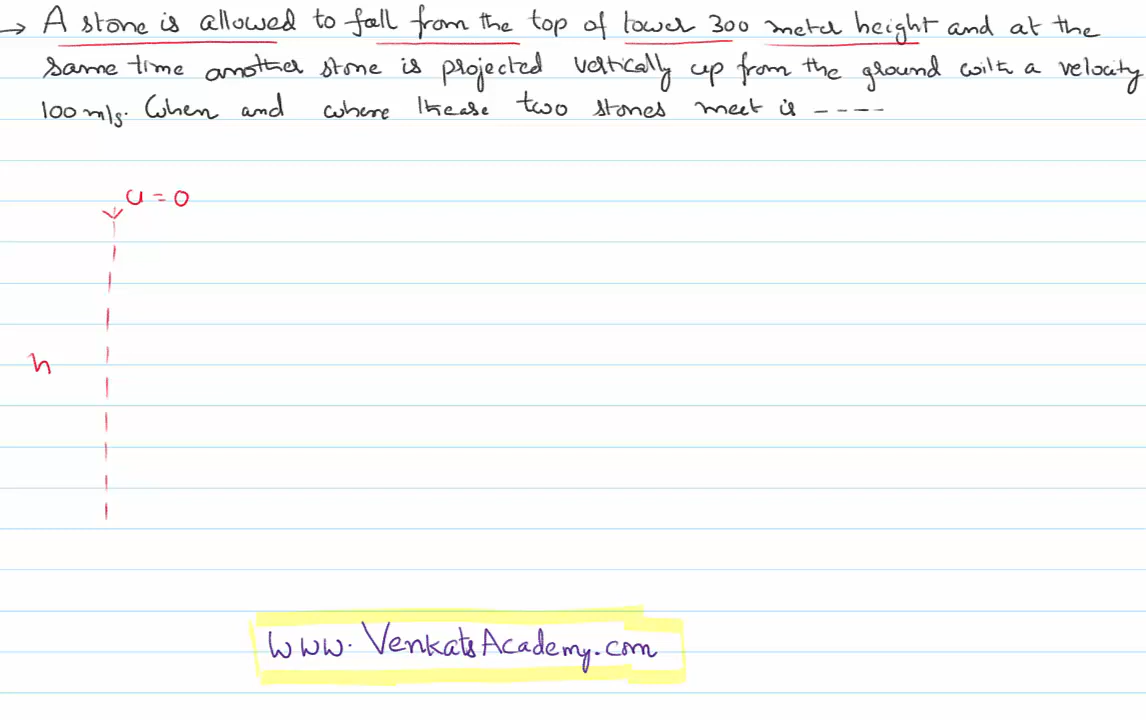 → A stone is allowed to fall from the top of tower 300 meter height and at the
same time another stone is projected vertically up from the ground with a velocity
100 m/s. When and where these two stones meet is ----
u = 0
h
www.VenkatsAcademy.com